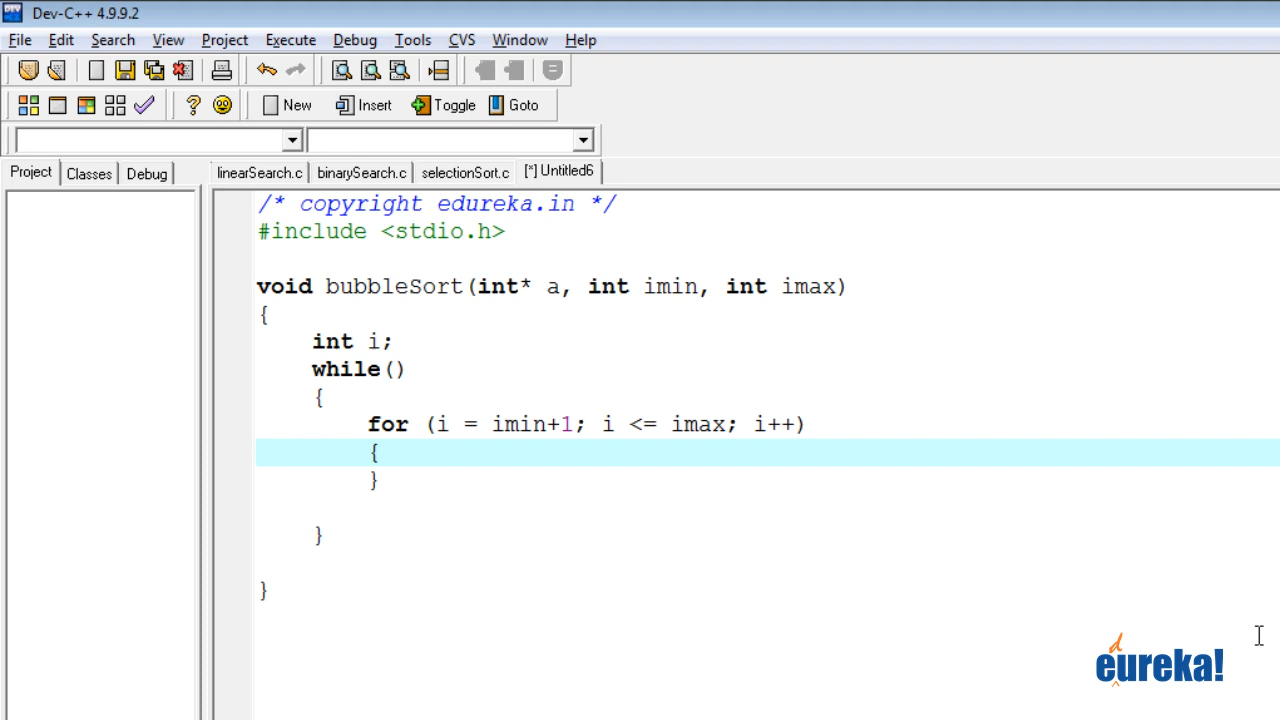 Dev-C++ 4.9.9.2
File Edit Search View Project Execute Debug Tools CVS Window Help
New Insert Toggle Goto
Project Classes Debug linearSearch.c binarySearch.c selectionSort.c [*] Untitled6
/* copyright edureka.in */
#include <stdio.h>
void bubbleSort(int* a, int imin, int imax)
{
int i;
while()
{
for (i = imin+1; i <= imax; i++)
{
}
}
}
edureka!